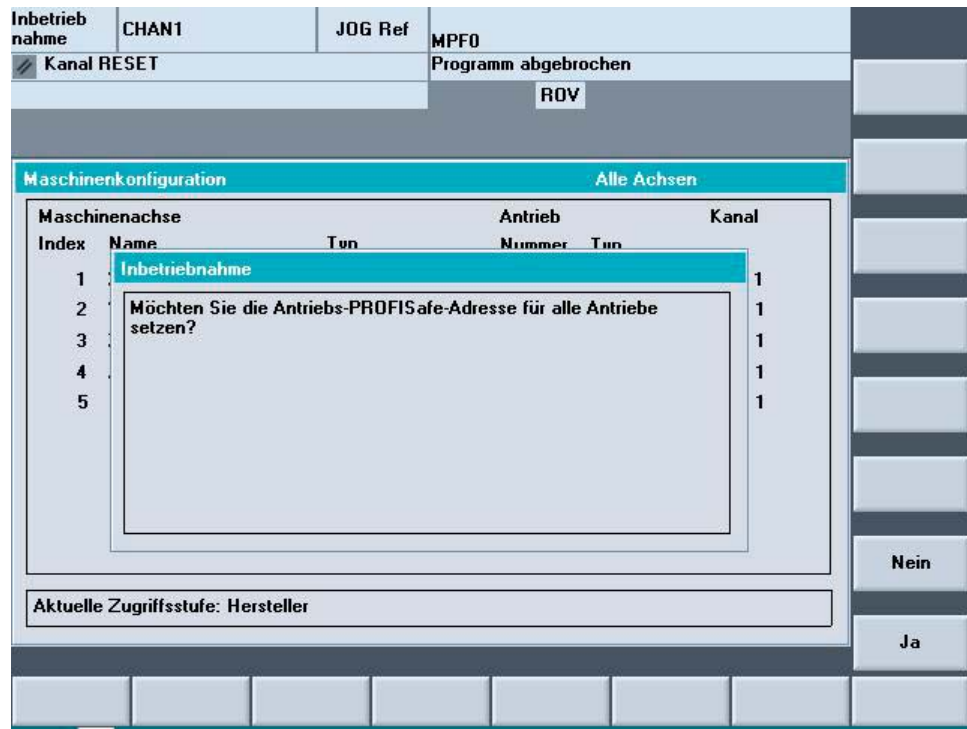 Inbetrieb
nahme
CHAN1
JOG Ref
MPF0
Kanal RESET
Programm abgebrochen
ROV
Maschinenkonfiguration
Alle Achsen
Maschinenachse Antrieb Kanal
Index Name Typ Nummer Typ
Inbetriebnahme
Möchten Sie die Antriebs-PROFISafe-Adresse für alle Antriebe
setzen?
1 1
2 1
3 1
4 1
5 1
Aktuelle Zugriffsstufe: Hersteller
Nein
Ja